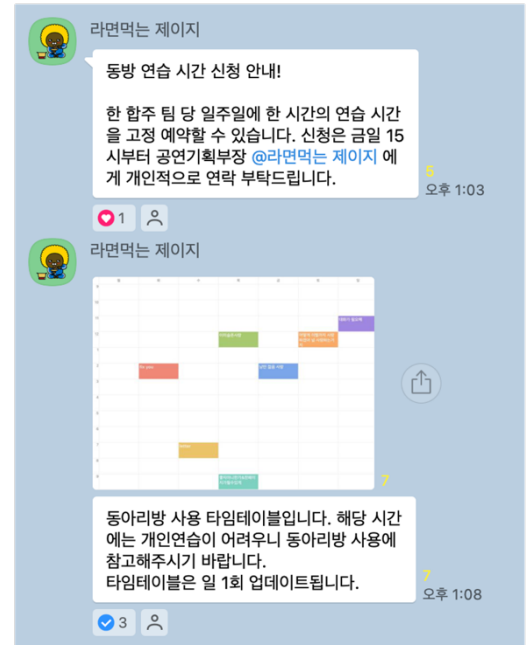 라면먹는 제이지
동방 연습 시간 신청 안내!
한 합주 팀 당 일주일에 한 시간의 연습 시간
을 고정 예약할 수 있습니다. 신청은 금일 15
시부터 공연기획부장 @라면먹는 제이지 에
게 개인적으로 연락 부탁드립니다.
5
오후 1:03
1
라면먹는 제이지
7
동아리방 사용 타임테이블입니다. 해당 시간
에는 개인연습이 어려우니 동아리방 사용에
참고해주시기 바랍니다.
타임테이블은 일 1회 업데이트됩니다.
7
오후 1:08
3